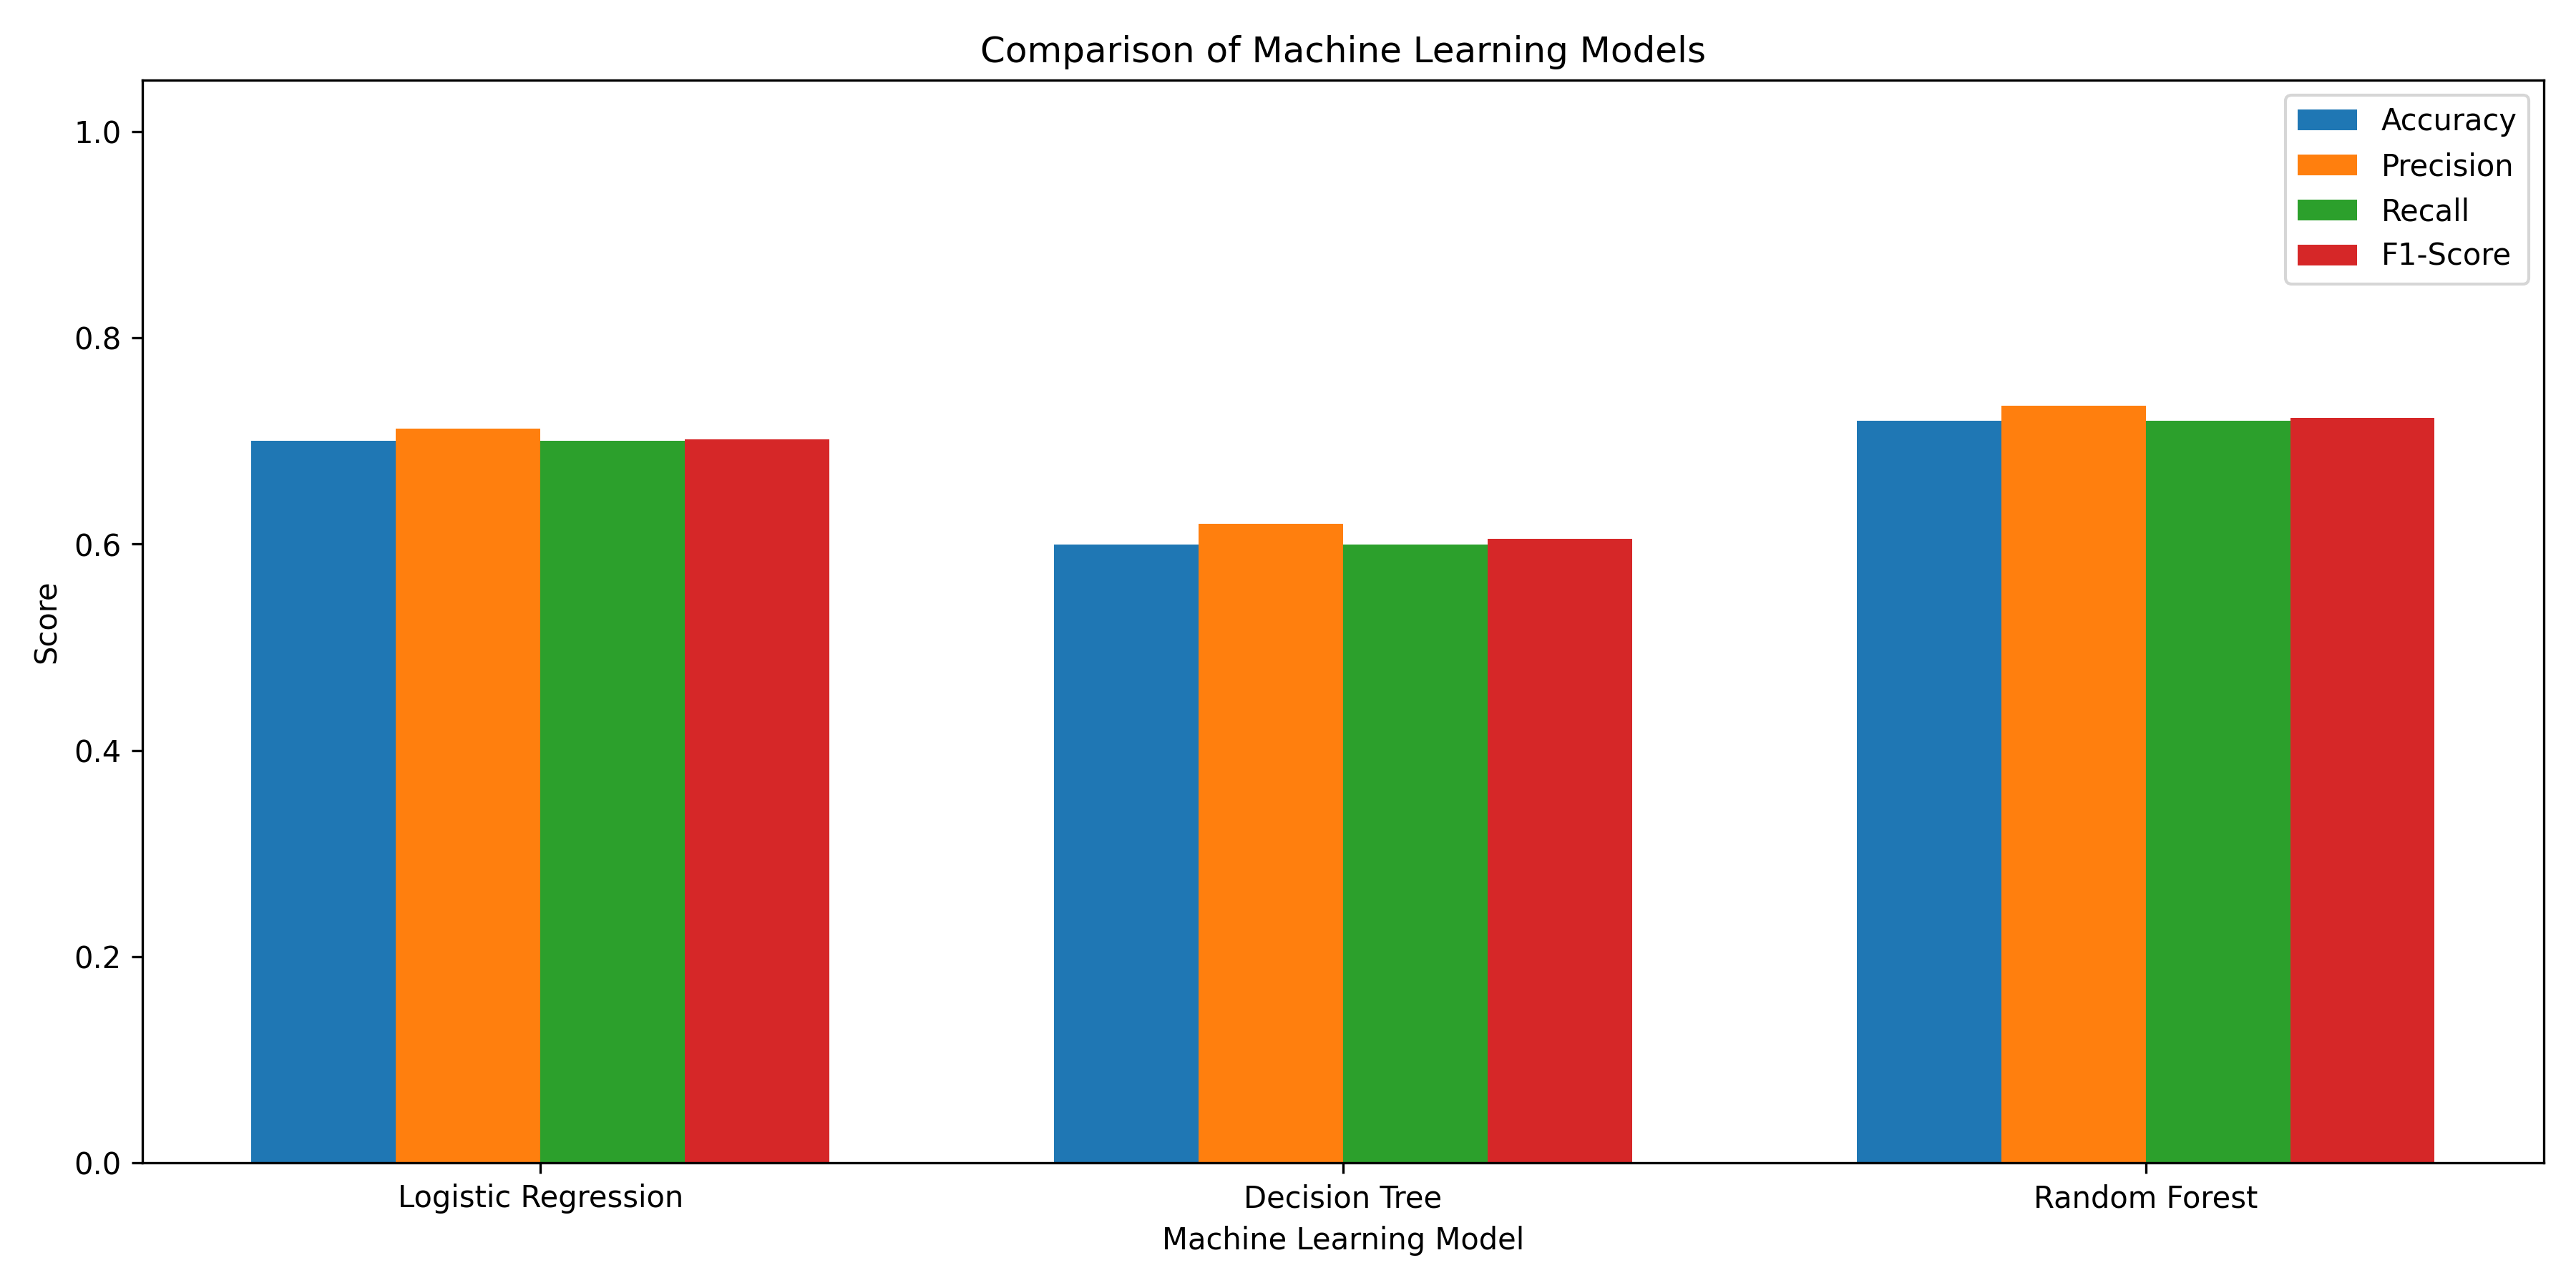 Comparison of Machine Learning Models
1.0
0.8
0.6
0.4
0.2
0.0
Score
Accuracy
Precision
Recall
F1-Score
Logistic Regression
Decision Tree
Random Forest
Machine Learning Model